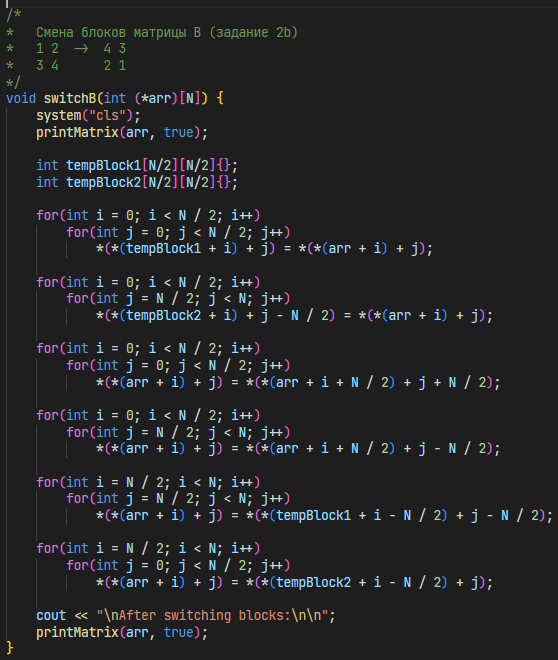 /*
*   Смена блоков матрицы B (задание 2b)
*   1 2  ->  4 3
*   3 4      2 1
*/
void switchB(int (*arr)[N]) {
    system("cls");
    printMatrix(arr, true);

    int tempBlock1[N/2][N/2]{};
    int tempBlock2[N/2][N/2]{};

    for(int i = 0; i < N / 2; i++)
        for(int j = 0; j < N / 2; j++)
            *(*(tempBlock1 + i) + j) = *(*(arr + i) + j);

    for(int i = 0; i < N / 2; i++)
        for(int j = N / 2; j < N; j++)
            *(*(tempBlock2 + i) + j - N / 2) = *(*(arr + i) + j);

    for(int i = 0; i < N / 2; i++)
        for(int j = 0; j < N / 2; j++)
            *(*(arr + i) + j) = *(*(arr + i + N / 2) + j + N / 2);

    for(int i = 0; i < N / 2; i++)
        for(int j = N / 2; j < N; j++)
            *(*(arr + i) + j) = *(*(arr + i + N / 2) + j - N / 2);

    for(int i = N / 2; i < N; i++)
        for(int j = N / 2; j < N; j++)
            *(*(arr + i) + j) = *(*(tempBlock1 + i - N / 2) + j - N / 2);

    for(int i = N / 2; i < N; i++)
        for(int j = 0; j < N / 2; j++)
            *(*(arr + i) + j) = *(*(tempBlock2 + i - N / 2) + j);

    cout << "\nAfter switching blocks:\n\n";
    printMatrix(arr, true);
}